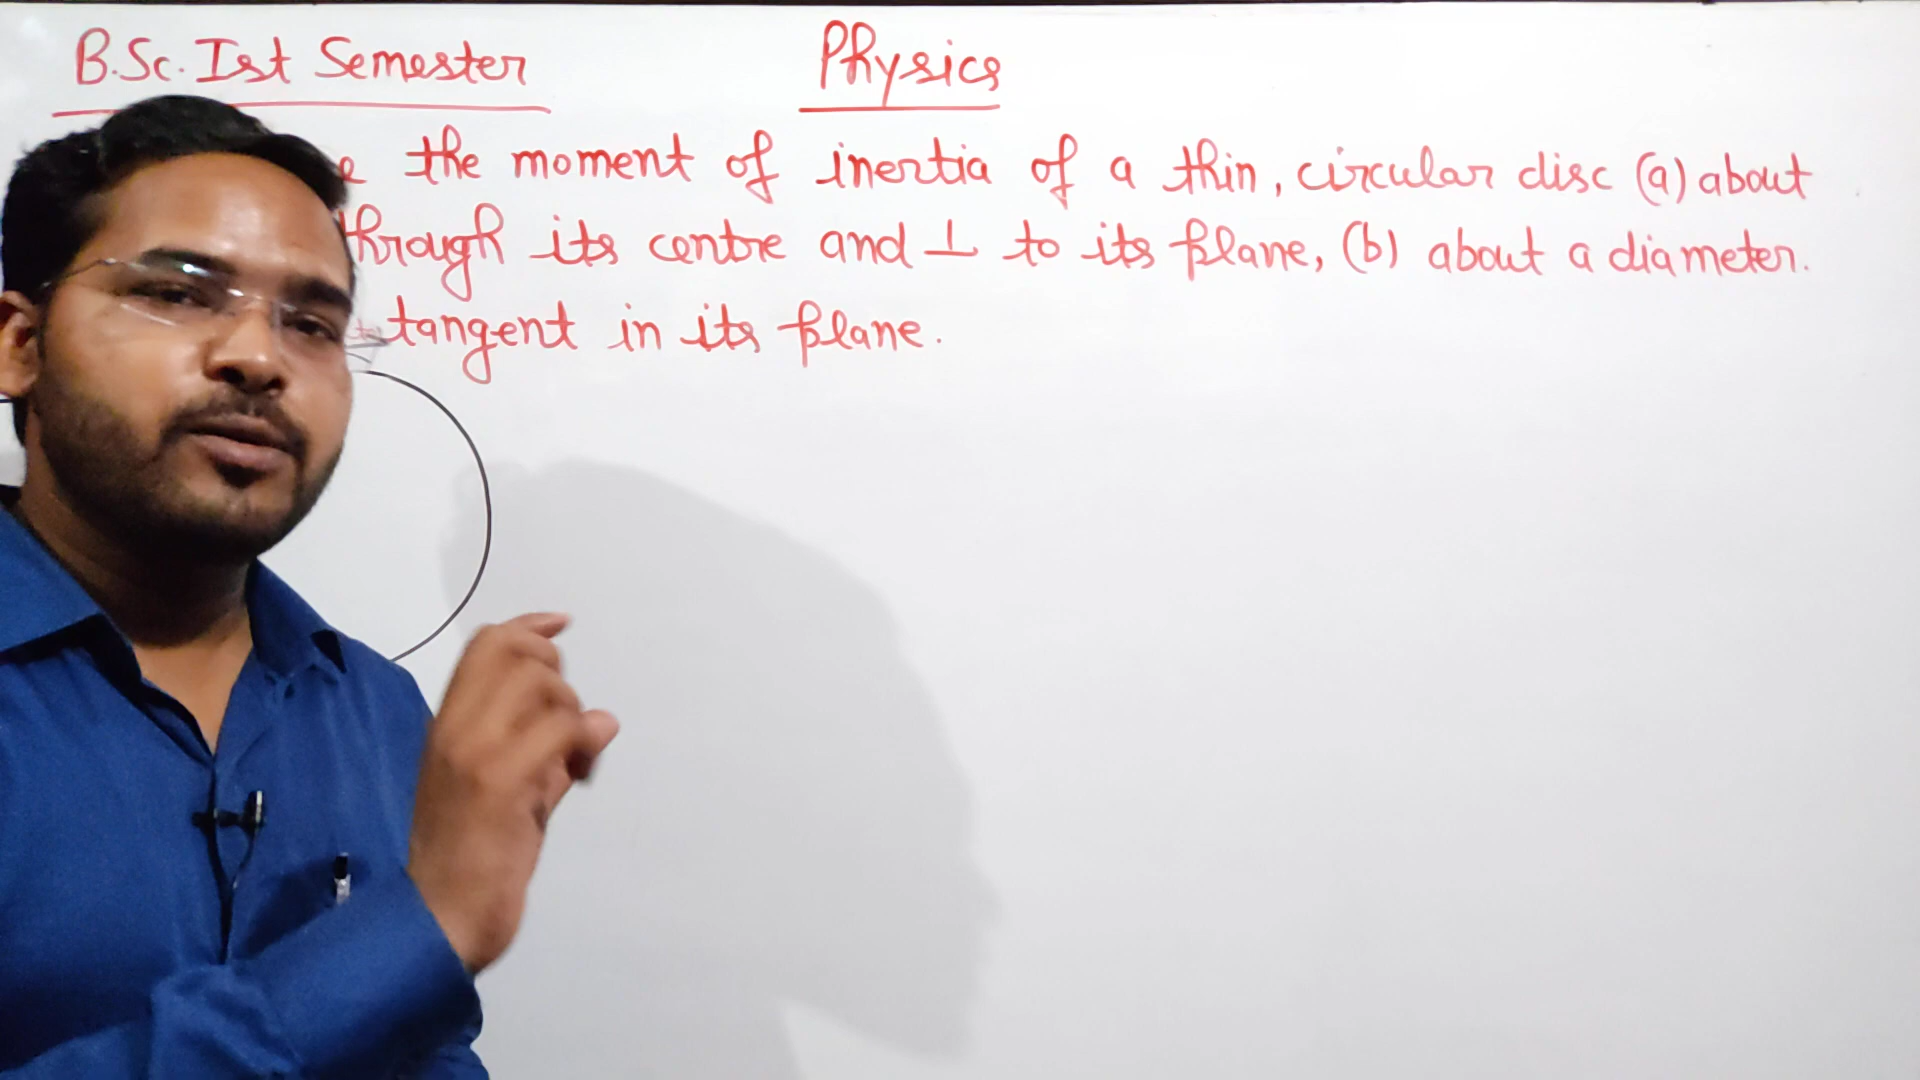 B.Sc. Ist Semester Physics
the moment of inertia of a thin, circular disc (a) about
through its centre and ⊥ to its plane, (b) about a diameter.
tangent in its plane.